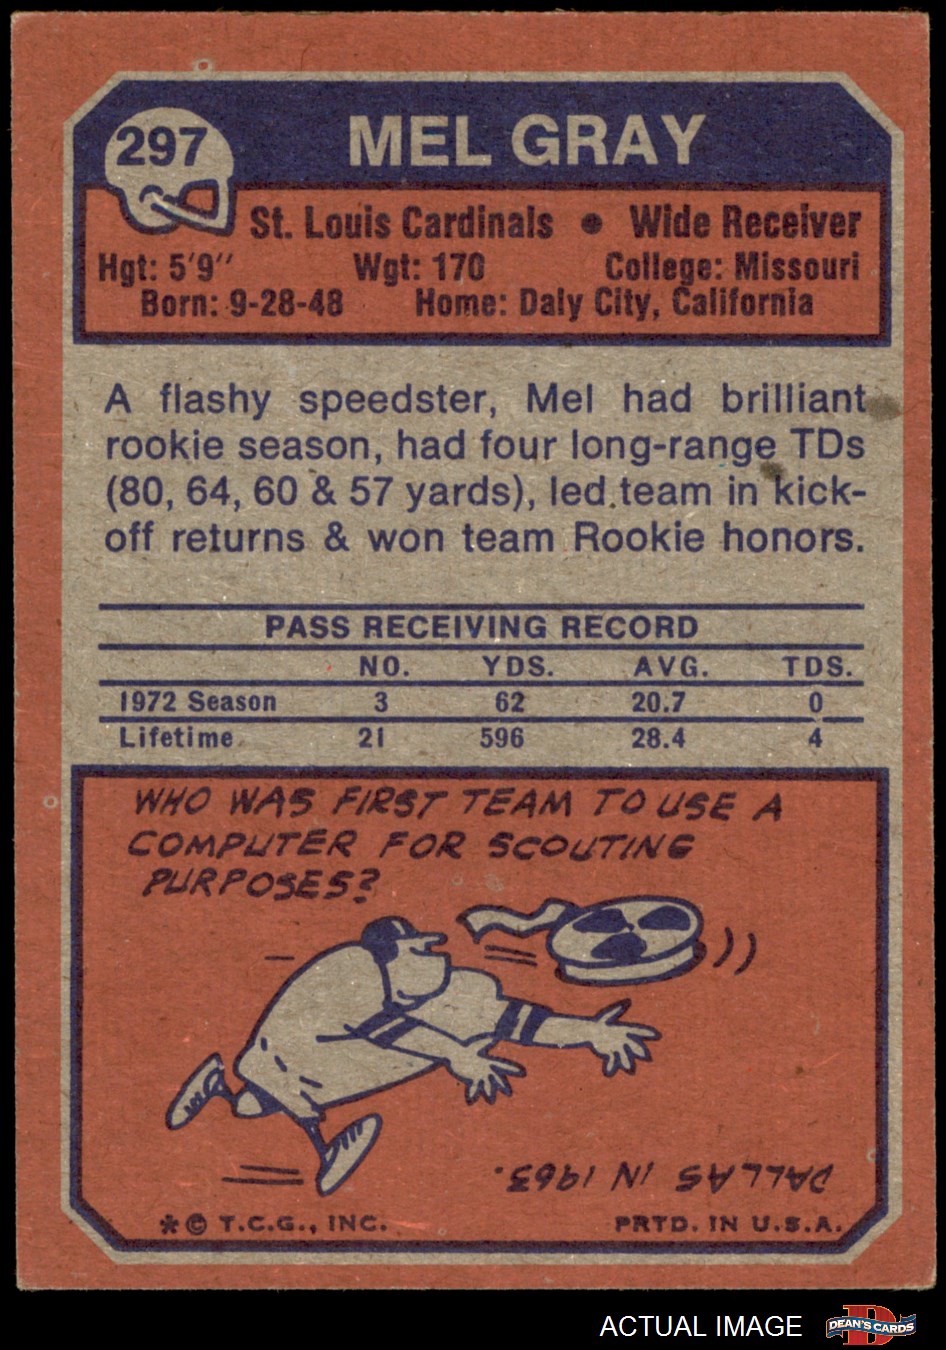 297
MEL GRAY
St. Louis Cardinals • Wide Receiver
Hgt: 5'9" Wgt: 170 College: Missouri
Born: 9-28-48 Home: Daly City, California
A flashy speedster, Mel had brilliant
rookie season, had four long-range TDs
(80, 64, 60 & 57 yards), led team in kick-
off returns & won team Rookie honors.
PASS RECEIVING RECORD
NO. YDS. AVG. TDS.
1972 Season 3 62 20.7 0
Lifetime 21 596 28.4 4
WHO WAS FIRST TEAM TO USE A
COMPUTER FOR SCOUTING
PURPOSES?
DALLAS IN 1963.
*© T.C.G., INC. PRTD. IN U.S.A.
ACTUAL IMAGE
D
DEAN'S CARDS